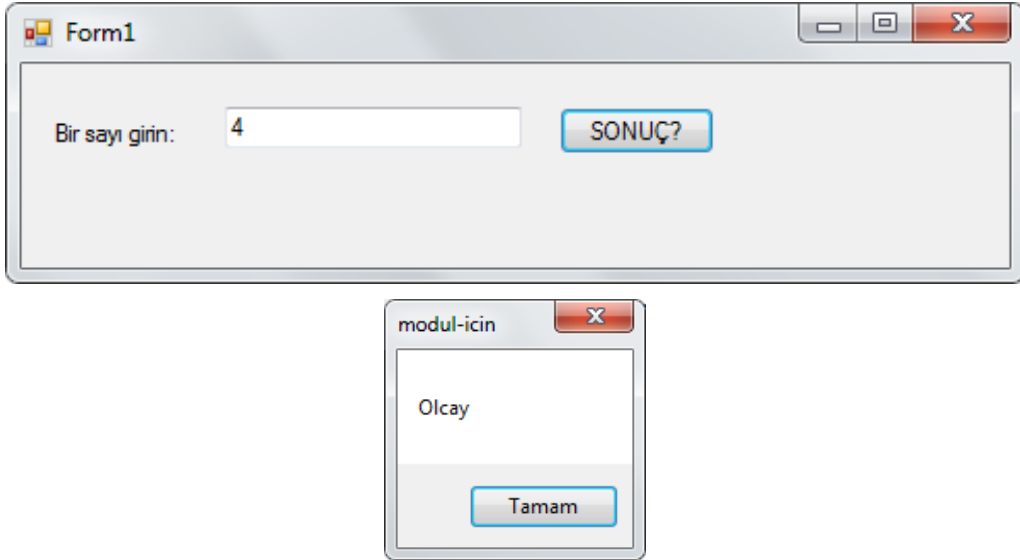 Form1
Bir sayı girin: 4 SONUÇ?
modul-icin
Olcay
Tamam